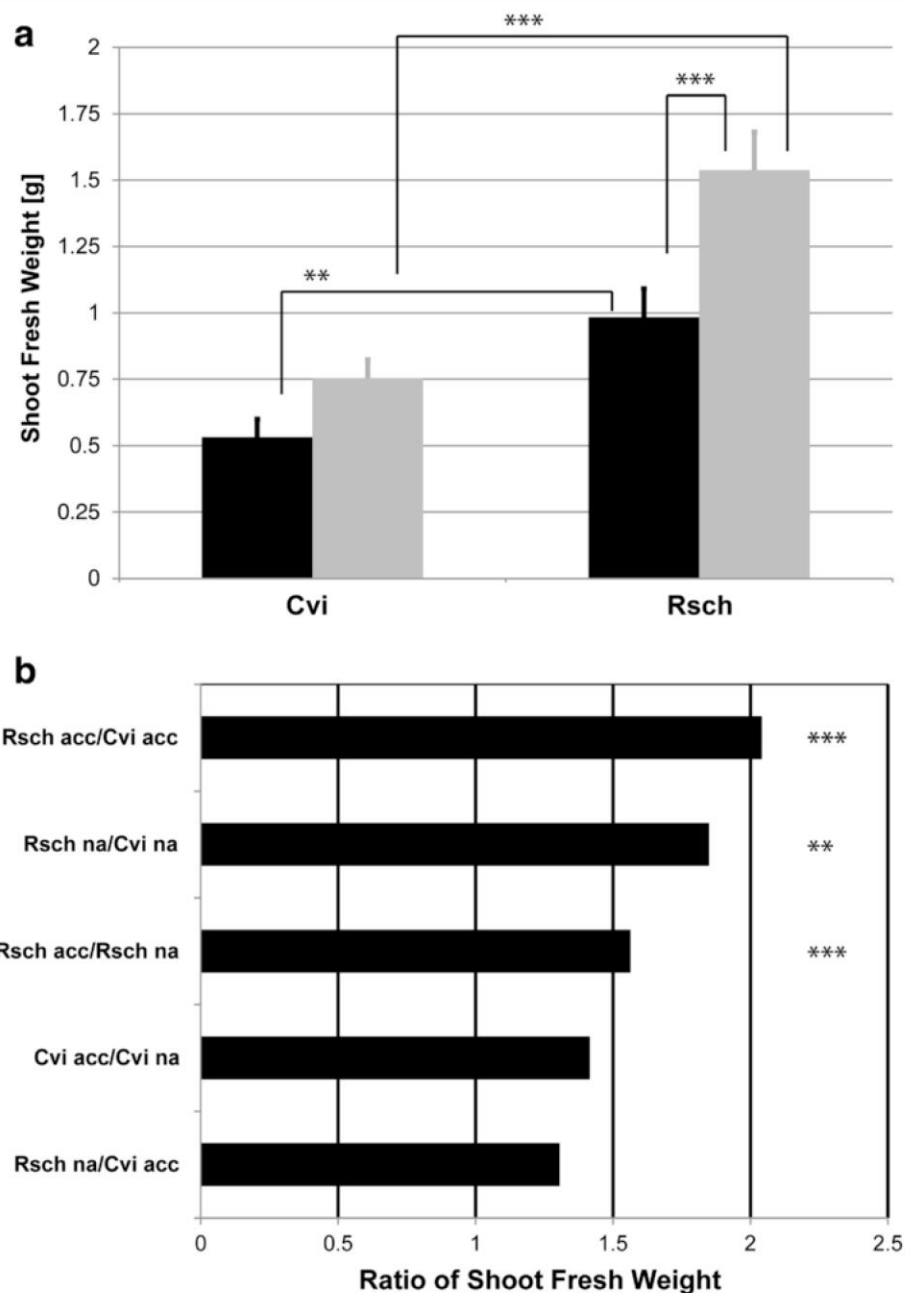 a
***
2
***
1.75
1.5
1.25
**
1
0.75
0.5
0.25
0
Shoot Fresh Weight [g]
Cvi Rsch
b
Rsch acc/Cvi acc ***
Rsch na/Cvi na **
Rsch acc/Rsch na ***
Cvi acc/Cvi na
Rsch na/Cvi acc
0 0.5 1 1.5 2 2.5
Ratio of Shoot Fresh Weight